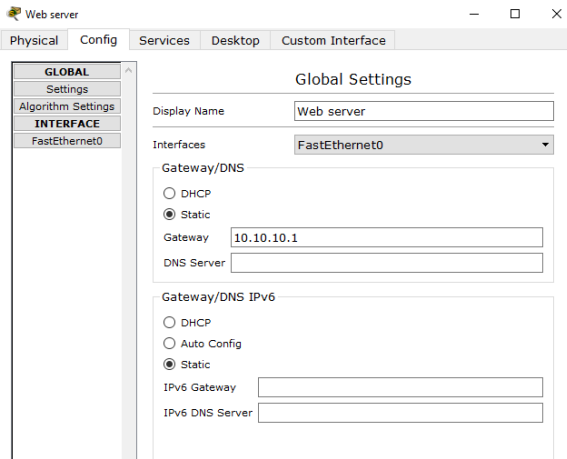 Web server
Physical Config Services Desktop Custom Interface
GLOBAL
Settings
Algorithm Settings
INTERFACE
FastEthernet0
Global Settings
Display Name Web server
Interfaces FastEthernet0
Gateway/DNS
DHCP
Static
Gateway 10.10.10.1
DNS Server
Gateway/DNS IPv6
DHCP
Auto Config
Static
IPv6 Gateway
IPv6 DNS Server